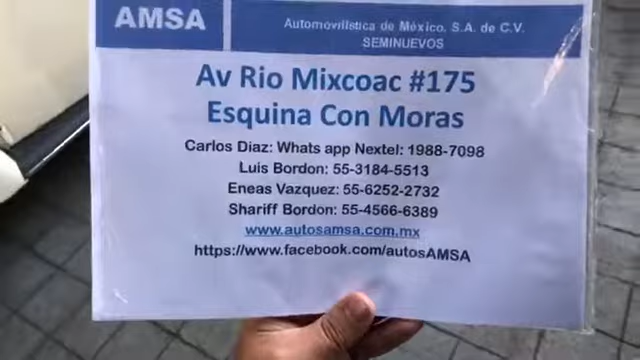 AMSA
Automovilística de México, S.A. de C.V.
SEMINUEVOS
Av Rio Mixcoac #175
Esquina Con Moras
Carlos Diaz: Whats app Nextel: 1988-7098
Luis Bordon: 55-3184-5513
Eneas Vazquez: 55-6252-2732
Shariff Bordon: 55-4566-6389
www.autosamsa.com.mx
https://www.facebook.com/autosAMSA